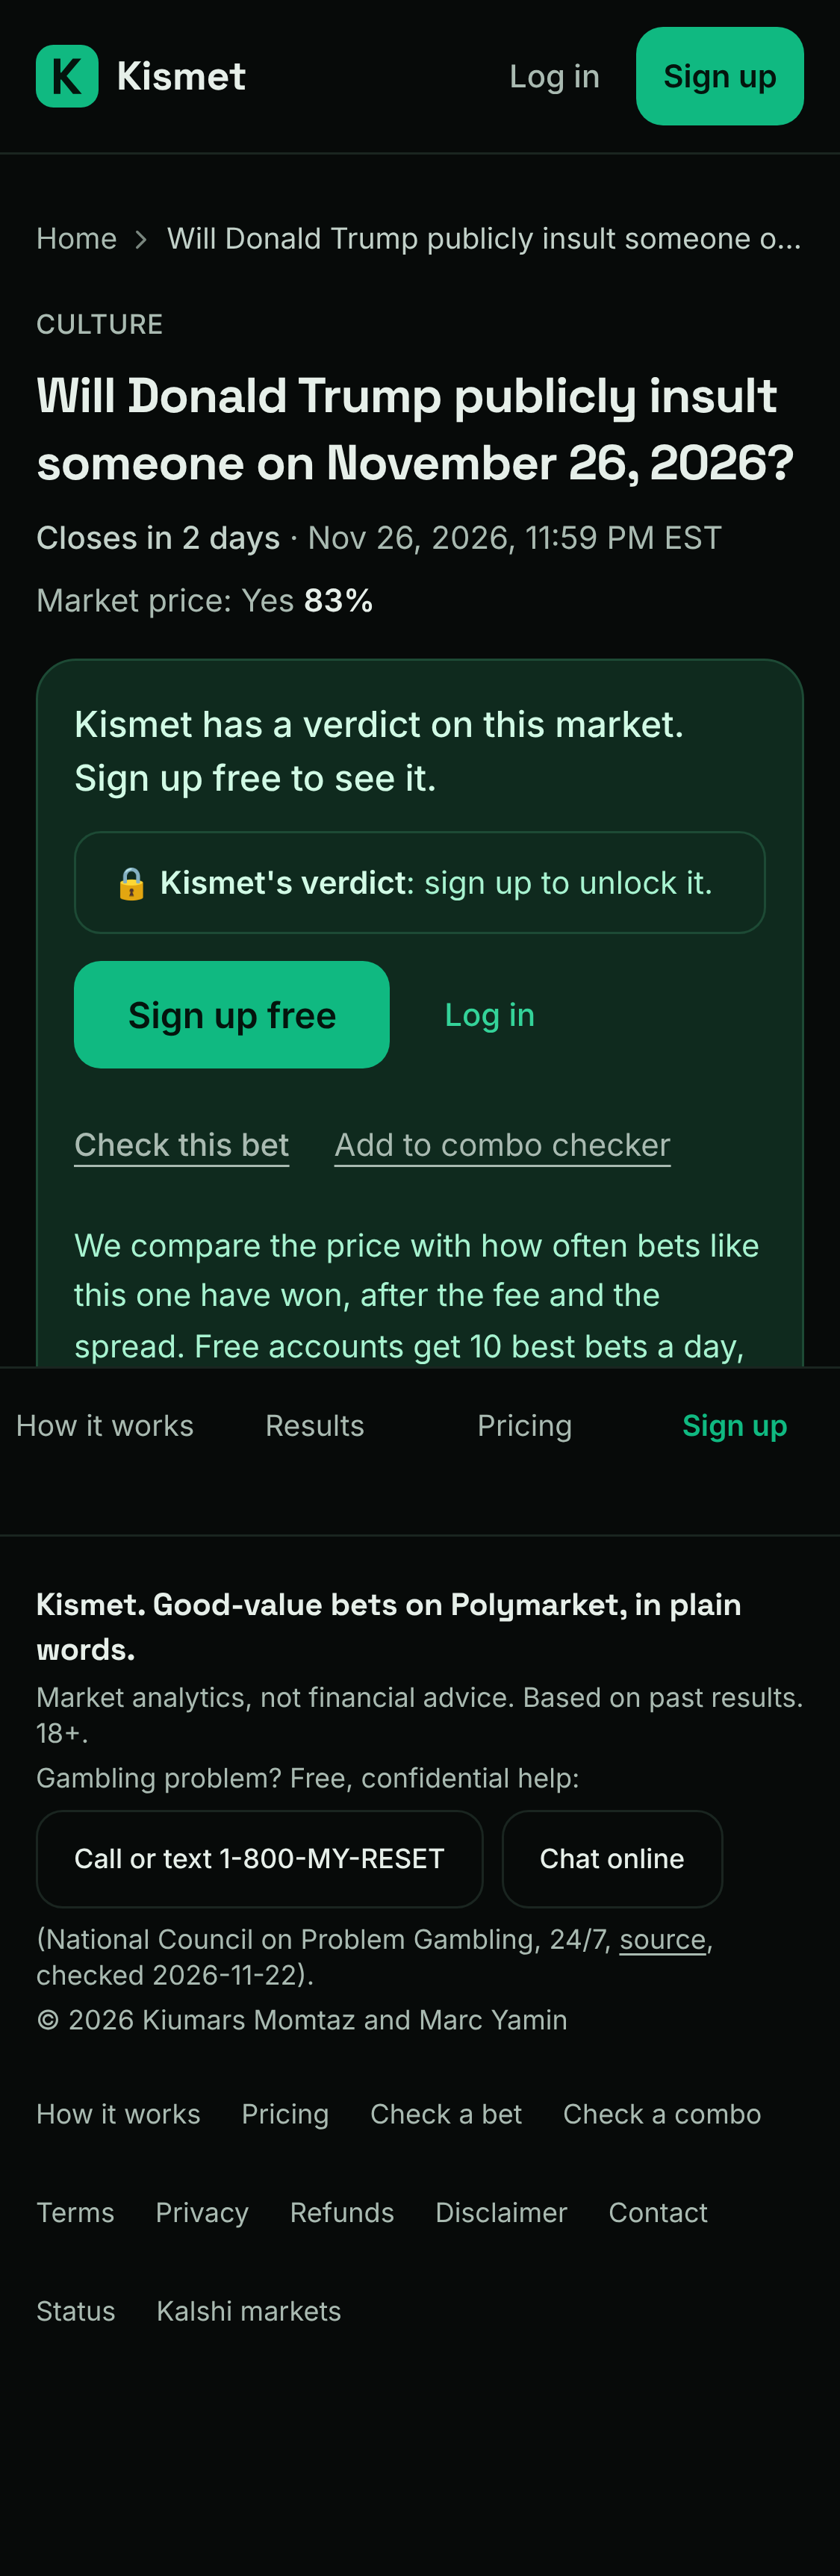 K Kismet Log in Sign up
Home > Will Donald Trump publicly insult someone o...
CULTURE
Will Donald Trump publicly insult
someone on November 26, 2026?
Closes in 2 days · Nov 26, 2026, 11:59 PM EST
Market price: Yes 83%
Kismet has a verdict on this market.
Sign up free to see it.
🔒 Kismet's verdict: sign up to unlock it.
Sign up free Log in
Check this bet Add to combo checker
We compare the price with how often bets like
this one have won, after the fee and the
spread. Free accounts get 10 best bets a day,
How it works Results Pricing Sign up
Kismet. Good-value bets on Polymarket, in plain
words.
Market analytics, not financial advice. Based on past results.
18+.
Gambling problem? Free, confidential help:
Call or text 1-800-MY-RESET Chat online
(National Council on Problem Gambling, 24/7, source,
checked 2026-11-22).
© 2026 Kiumars Momtaz and Marc Yamin
How it works Pricing Check a bet Check a combo
Terms Privacy Refunds Disclaimer Contact
Status Kalshi markets